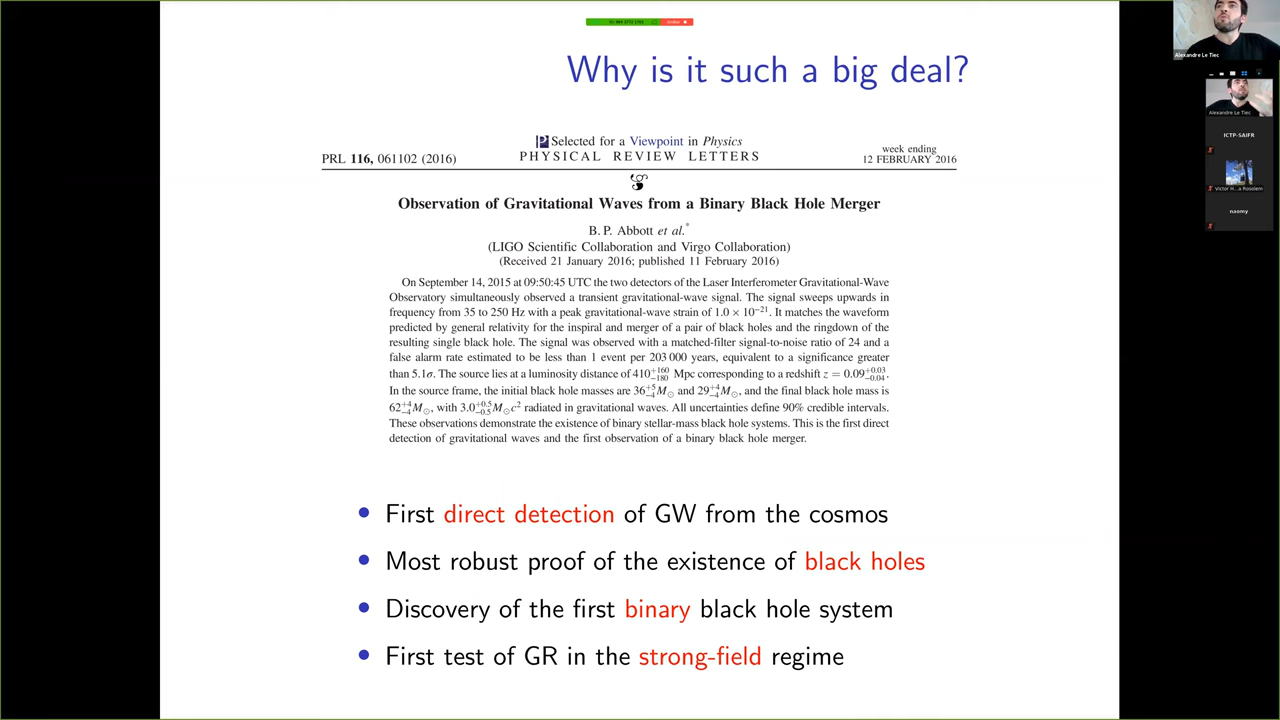 Why is it such a big deal?
Selected for a Viewpoint in Physics
PRL 116, 061102 (2016)
PHYSICAL REVIEW LETTERS
week ending
12 FEBRUARY 2016
Observation of Gravitational Waves from a Binary Black Hole Merger
B. P. Abbott et al.*
(LIGO Scientific Collaboration and Virgo Collaboration)
(Received 21 January 2016; published 11 February 2016)
On September 14, 2015 at 09:50:45 UTC the two detectors of the Laser Interferometer Gravitational-Wave
Observatory simultaneously observed a transient gravitational-wave signal. The signal sweeps upwards in
frequency from 35 to 250 Hz with a peak gravitational-wave strain of 1.0 × 10⁻²¹. It matches the waveform
predicted by general relativity for the inspiral and merger of a pair of black holes and the ringdown of the
resulting single black hole. The signal was observed with a matched-filter signal-to-noise ratio of 24 and a
false alarm rate estimated to be less than 1 event per 203 000 years, equivalent to a significance greater
than 5.1σ. The source lies at a luminosity distance of 410+160−180 Mpc corresponding to a redshift z = 0.09+0.03−0.04.
In the source frame, the initial black hole masses are 36+5−4M⊙ and 29+4−4M⊙, and the final black hole mass is
62+4−4M⊙, with 3.0+0.5−0.5M⊙c² radiated in gravitational waves. All uncertainties define 90% credible intervals.
These observations demonstrate the existence of binary stellar-mass black hole systems. This is the first direct
detection of gravitational waves and the first observation of a binary black hole merger.
• First direct detection of GW from the cosmos
• Most robust proof of the existence of black holes
• Discovery of the first binary black hole system
• First test of GR in the strong-field regime
Alexandre Le Tiec
Alexandre Le Tiec
ICTP-SAIFR
Victor H...a Rosolem
naomy